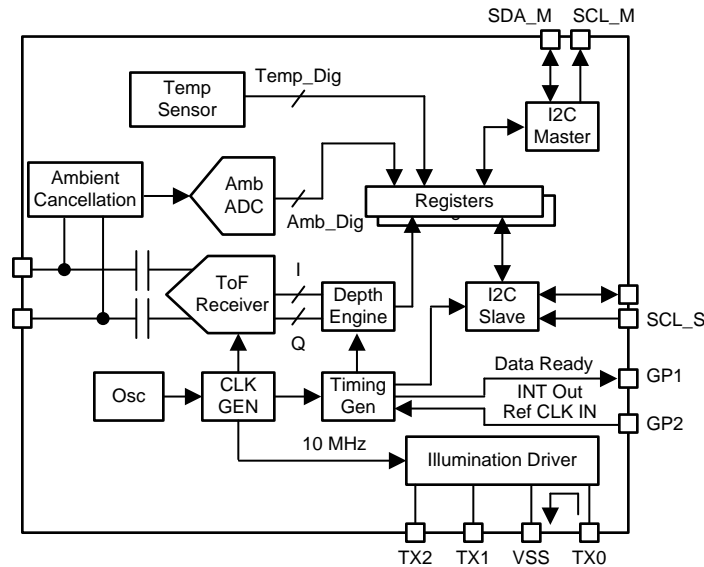 SDA_M SCL_M
Temp_Dig
Temp
Sensor
I2C
Master
Ambient
Cancellation
Amb
ADC
Registers
Amb_Dig
I
ToF
Receiver
Depth
Engine
I2C
Slave
Q
SCL_S
Data Ready
GP1
Osc
CLK
GEN
Timing
Gen
INT Out
Ref CLK IN
GP2
10 MHz
Illumination Driver
TX2 TX1 VSS TX0